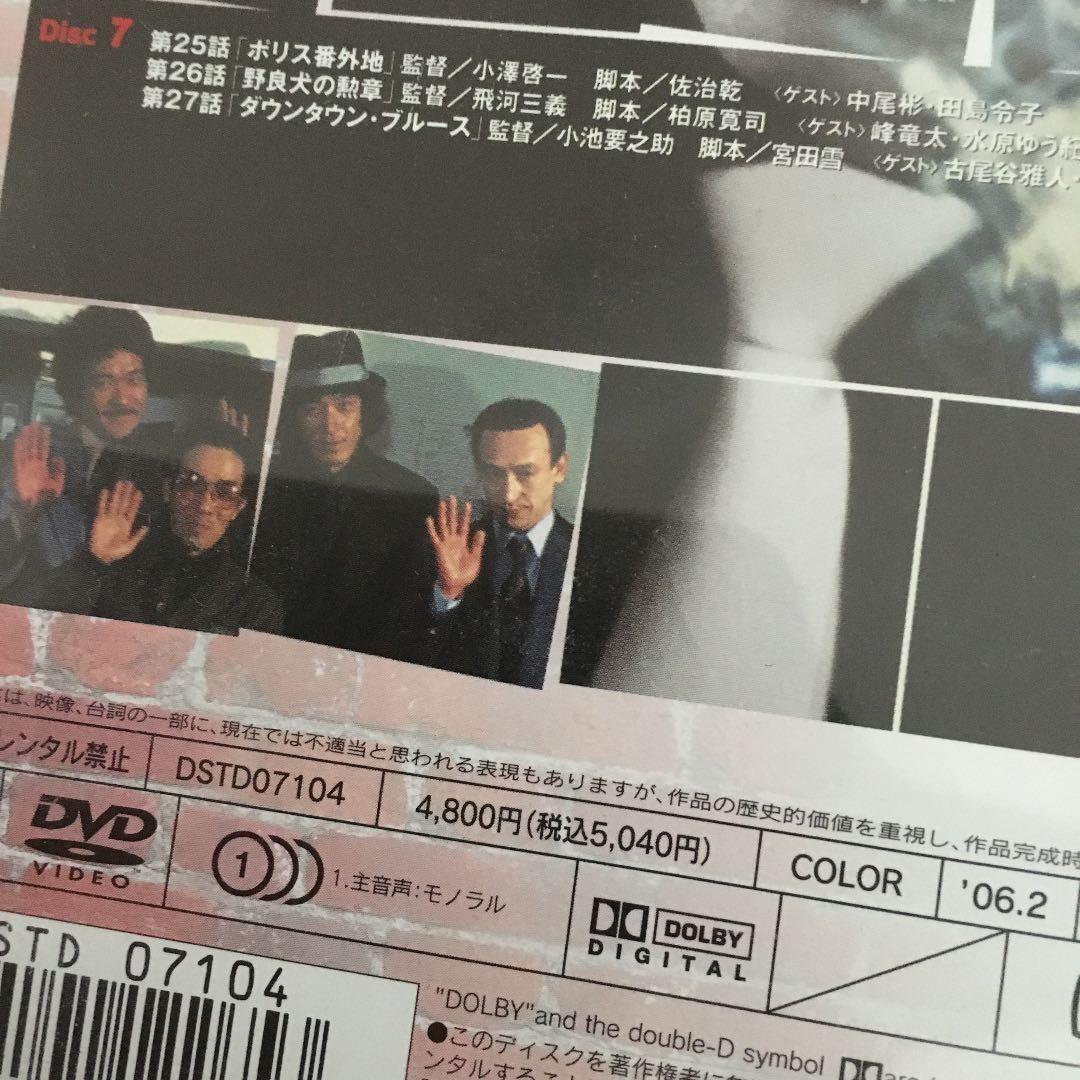 Disc 7
第25話「ポリス番外地」監督／小澤啓一 脚本／佐治乾 〈ゲスト〉中尾彬・田島令子
第26話「野良犬の勲章」監督／飛河三義 脚本／柏原寛司 〈ゲスト〉峰竜太・水原ゆう紀
第27話「ダウンタウン・ブルース」監督／小池要之助 脚本／宮田雪 〈ゲスト〉古尾谷雅人・
は、映像、台詞の一部に、現在では不適当と思われる表現もありますが、作品の歴史的価値を重視し、作品完成時
レンタル禁止 DSTD07104 4,800円(税込5,040円) COLOR '06.2
DVD VIDEO
1 1.主音声:モノラル
DOLBY DIGITAL
STD 07104
"DOLBY"and the double-D symbol
●このディスクを著作権者に
ンタルすること